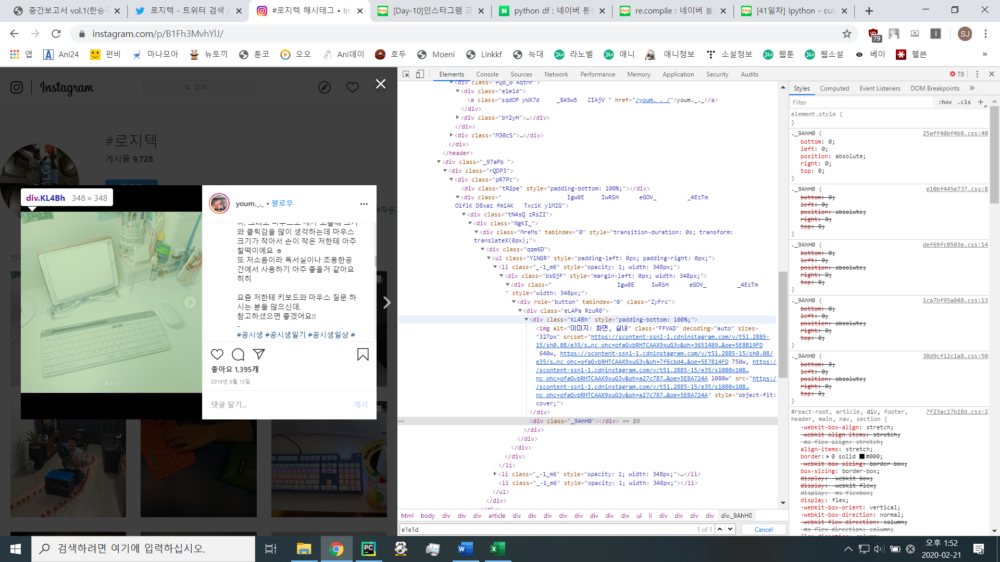 중간보고서 vol.1(한승주
로지텍 - 트위터 검색 /
#로지텍 해시태그 • Ins
[Day-10]인스타그램 크
python df : 네이버 통합
re.compile : 네이버 블
[41일차] ipython - cut,
instagram.com/p/B1Fh3MvhYlJ/
79
SJ
앱
Ani24
펀비
마나모아
뉴토끼
툰코
오오
Ani데이
호두
Moeni
Linkkf
늑대
라노벨
애니
애니정보
소설정보
웹툰
웹소설
베이
헬븐
»
Instagram
검색
#로지텍
게시물 9,728
div.KL4Bh 348 × 348
youm._._ • 팔로우
와 클릭감을 많이 생각하는데 마우스
크기가 작아서 손이 작은 저한테 아주
찰떡이에요 ㅎ
또 저소음이라 독서실이나 조용한공
간에서 사용하기 아주 좋을거 같아요
히히
요즘 저한테 키보드와 마우스 질문 하
시는 분들 많으신데,
참고하셨으면 좋겠어요!!
-
#공시생 #공시생일기 #공시생일상 #
좋아요 1,395개
2019년 8월 13일
댓글 달기...
게시
Elements Console Sources Network Performance Memory Application Security Audits
78
<div class="PQo_0 RqtMr">
<div class="e1e1d">
<a class="sqdOP yWX7d _8A5w5 ZIAjV " href="/youm._._/">youm._._</a>
</div>
<div class="bY2yH">…</div>
</div>
<div class="M30cS">…</div>
</div>
</header>
<div class="_97aPb ">
<div class="rQDP3">
<div class="pR7Pc">
<div class="tR2pe" style="padding-bottom: 100%;"></div>
<div class=" Igw0E IwRSH eGOV_ _4EzTm
O1flK D8xaz fm1AK TxciK yiMZG">
<div class="tN4sQ zRsZI">
<div class="NgKI_">
<div class="MreMs" tabindex="0" style="transition-duration: 0s; transform:
translateX(0px);">
<div class="qqm6D">
<ul class="YlNGR" style="padding-left: 0px; padding-right: 0px;">
<li class="_-1_m6" style="opacity: 1; width: 348px;">
<div class="bsGjF" style="margin-left: 0px; width: 348px;">
<div class=" Igw0E IwRSH eGOV_ _4EzTm
" style="width: 348px;">
<div role="button" tabindex="0" class="ZyFrc">
<div class="eLAPa RzuR0">
<div class="KL4Bh" style="padding-bottom: 100%;">
<img alt="이미지: 화면, 실내" class="FFVAD" decoding="auto" sizes=
"327px" srcset="https://scontent-ssn1-1.cdninstagram.com/v/t51.2885-
15/sh0.08/e35/s…nc_ohc=ofaGvbRHTCAAX9xuG3v&oh=3651489…&oe=5E8B19FD
640w, https://scontent-ssn1-1.cdninstagram.com/v/t51.2885-15/sh0.08/
e35/s…nc_ohc=ofaGvbRHTCAAX9xuG3v&oh=7f6cbd4…&oe=5E7814FD 750w, https:/
/scontent-ssn1-1.cdninstagram.com/v/t51.2885-15/e35/s1080x108…
nc_ohc=ofaGvbRHTCAAX9xuG3v&oh=a27c787…&oe=5E8A724A 1080w" src="https:/
/scontent-ssn1-1.cdninstagram.com/v/t51.2885-15/e35/s1080x108…
nc_ohc=ofaGvbRHTCAAX9xuG3v&oh=a27c787…&oe=5E8A724A" style="object-fit:
cover;">
</div>
<div class="_9AhH0"></div> == $0
</div>
</div>
</div>
</div>
</li>
<li class="_-1_m6" style="opacity: 1; width: 348px;">…</li>
<li class="_-1_m6" style="opacity: 1; width: 348px;"></li>
</ul>
</div>
html body div div div article div div div div div div div div ul li div div div div div._9AhH0
e1e1d
1 of 1
Cancel
Styles Computed Event Listeners DOM Breakpoints »
Filter
:hov .cls +
element.style {
}
._9AhH0 { 25aff40bf4b8.css:40
bottom: 0;
left: 0;
position: absolute;
right: 0;
top: 0;
}
._9AhH0 { e10bf445e737.css:8
bottom: 0;
left: 0;
position: absolute;
right: 0;
top: 0;
}
._9AhH0 { def69fc0503e.css:14
bottom: 0;
left: 0;
position: absolute;
right: 0;
top: 0;
}
._9AhH0 { 1ca7bf95a848.css:13
bottom: 0;
left: 0;
position: absolute;
right: 0;
top: 0;
}
._9AhH0 { 38d9cf12c1a8.css:50
bottom: 0;
left: 0;
position: absolute;
right: 0;
top: 0;
}
#react-root, article, div, footer, 7f23ac17b28d.css:2
header, main, nav, section {
-webkit-box-align: stretch;
-webkit-align-items: stretch;
-ms-flex-align: stretch;
align-items: stretch;
border: 0 solid #000;
-webkit-box-sizing: border-box;
box-sizing: border-box;
display: -webkit-box;
display: -webkit-flex;
display: -ms-flexbox;
display: flex;
-webkit-box-orient: vertical;
-webkit-box-direction: normal;
-webkit-flex-direction: column;
-ms-flex-direction: column;
flex-direction: column;
검색하려면 여기에 입력하십시오.
오후 1:52
2020-02-21